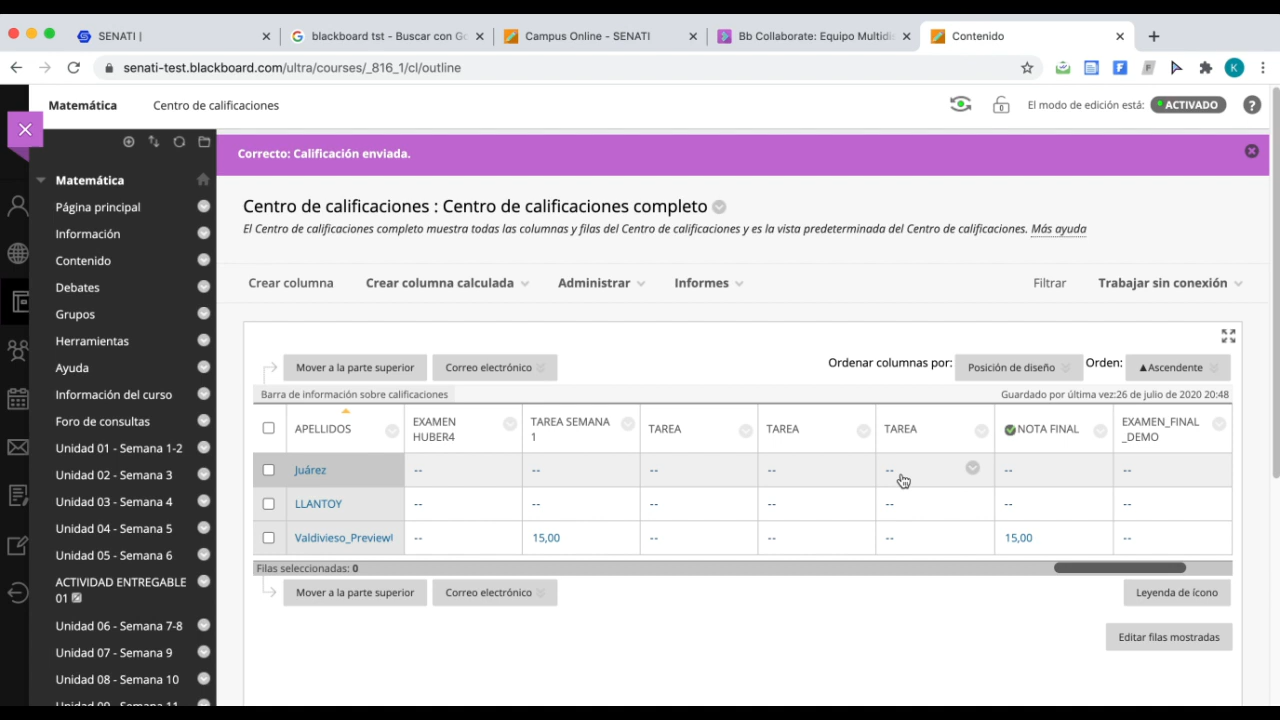 SENATI |
blackboard tst - Buscar con Go
Campus Online - SENATI
Bb Collaborate: Equipo Multidis
Contenido
senati-test.blackboard.com/ultra/courses/_816_1/cl/outline
K
Matemática
Centro de calificaciones
El modo de edición está:
ACTIVADO
?
Correcto: Calificación enviada.
Matemática
Página principal
Información
Contenido
Debates
Grupos
Herramientas
Ayuda
Información del curso
Foro de consultas
Unidad 01 - Semana 1-2
Unidad 02 - Semana 3
Unidad 03 - Semana 4
Unidad 04 - Semana 5
Unidad 05 - Semana 6
ACTIVIDAD ENTREGABLE
01
Unidad 06 - Semana 7-8
Unidad 07 - Semana 9
Unidad 08 - Semana 10
Unidad 09 - Semana 11
Centro de calificaciones : Centro de calificaciones completo
El Centro de calificaciones completo muestra todas las columnas y filas del Centro de calificaciones y es la vista predeterminada del Centro de calificaciones. Más ayuda
Crear columna
Crear columna calculada
Administrar
Informes
Filtrar
Trabajar sin conexión
Mover a la parte superior
Correo electrónico
Ordenar columnas por:
Posición de diseño
Orden:
▲Ascendente
Barra de información sobre calificaciones
Guardado por última vez:26 de julio de 2020 20:48
APELLIDOS
EXAMEN
HUBER4
TAREA SEMANA
1
TAREA
TAREA
TAREA
NOTA FINAL
EXAMEN_FINAL
_DEMO
Juárez -- -- -- -- -- -- --
LLANTOY -- -- -- -- -- -- --
Valdivieso_PreviewU -- 15,00 -- -- -- 15,00 --
Filas seleccionadas: 0
Mover a la parte superior
Correo electrónico
Leyenda de ícono
Editar filas mostradas